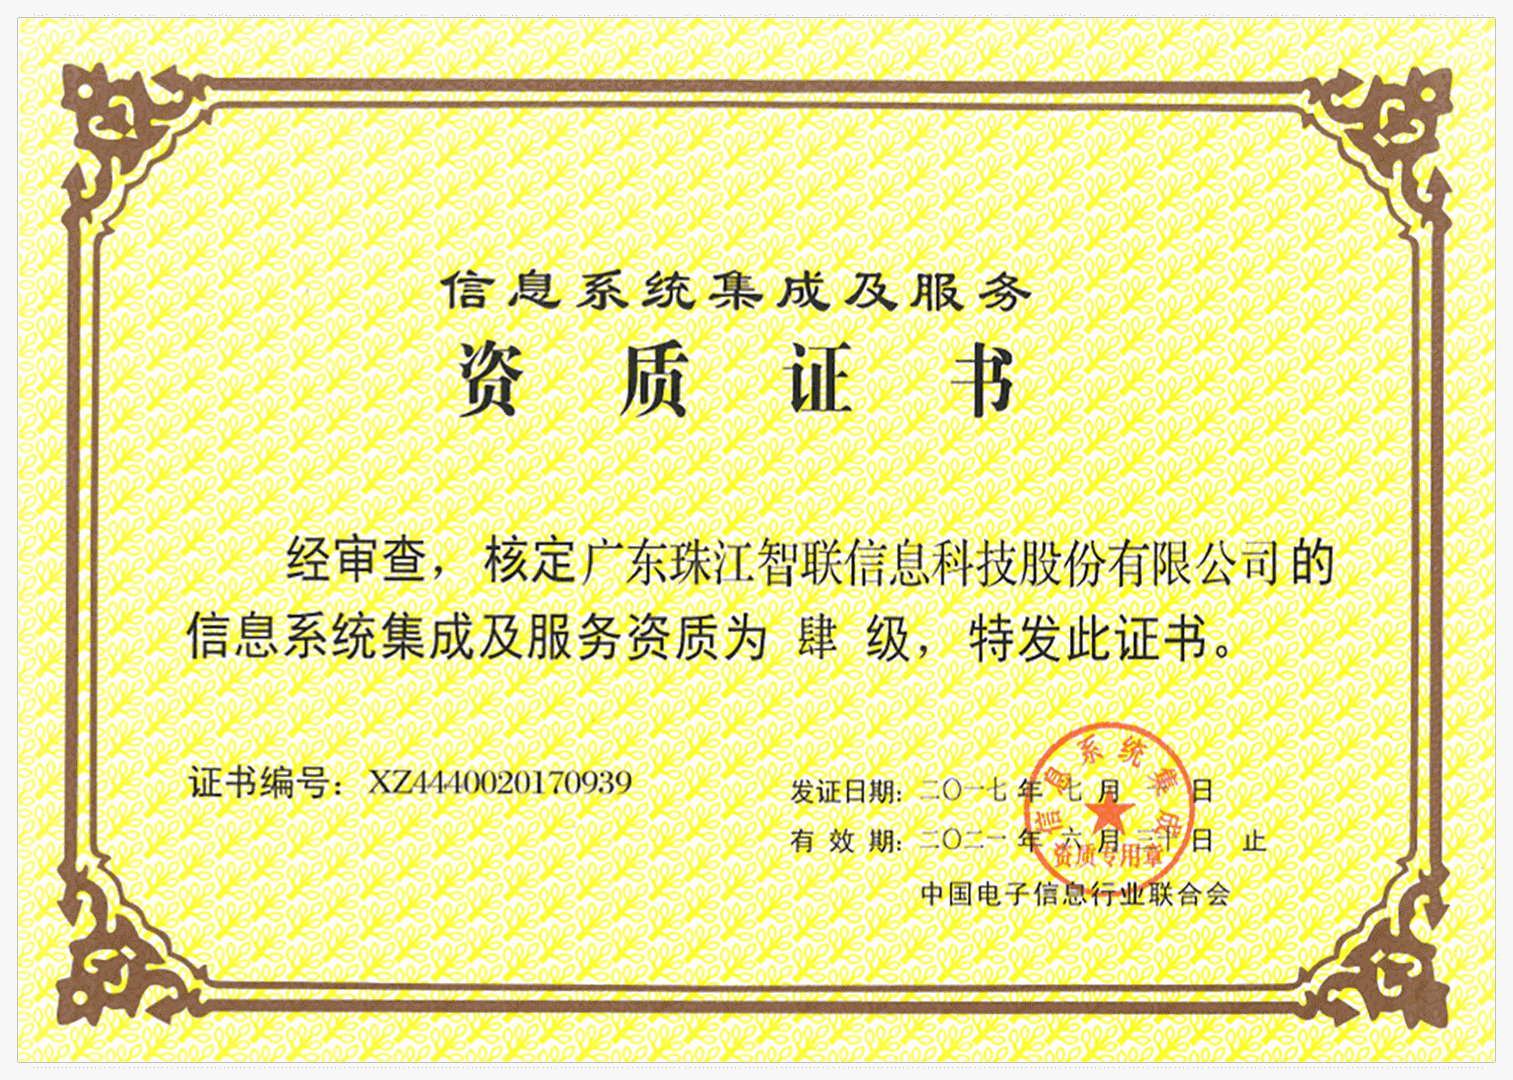 信息系统集成及服务
资质证书
经审查，核定广东珠江智联信息科技股份有限公司的
信息系统集成及服务资质为 肆 级，特发此证书。
证书编号：XZ4440020170939
发证日期：二〇一七 年 七 月 一 日
有 效 期：二〇二一 年 六 月 三十 日 止
中国电子信息行业联合会
信息系统集成
资质专用章